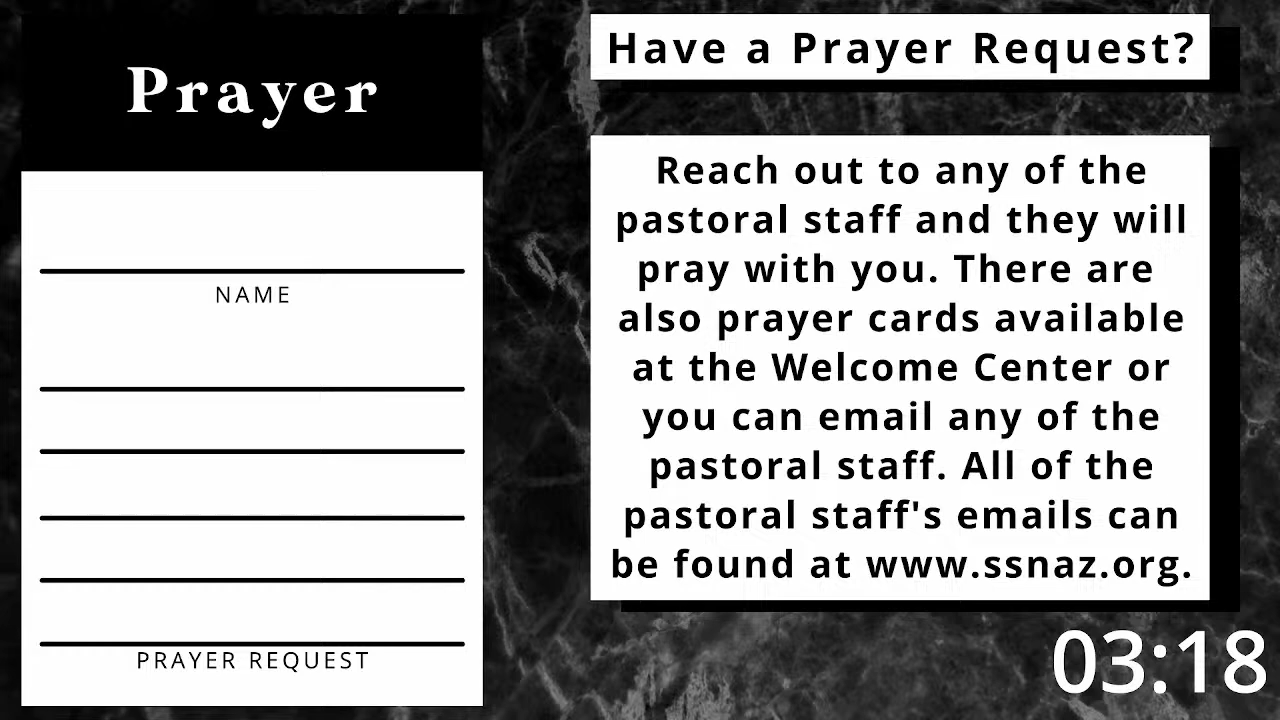 Prayer
NAME
PRAYER REQUEST
Have a Prayer Request?
Reach out to any of the
pastoral staff and they will
pray with you. There are
also prayer cards available
at the Welcome Center or
you can email any of the
pastoral staff. All of the
pastoral staff's emails can
be found at www.ssnaz.org.
03:18